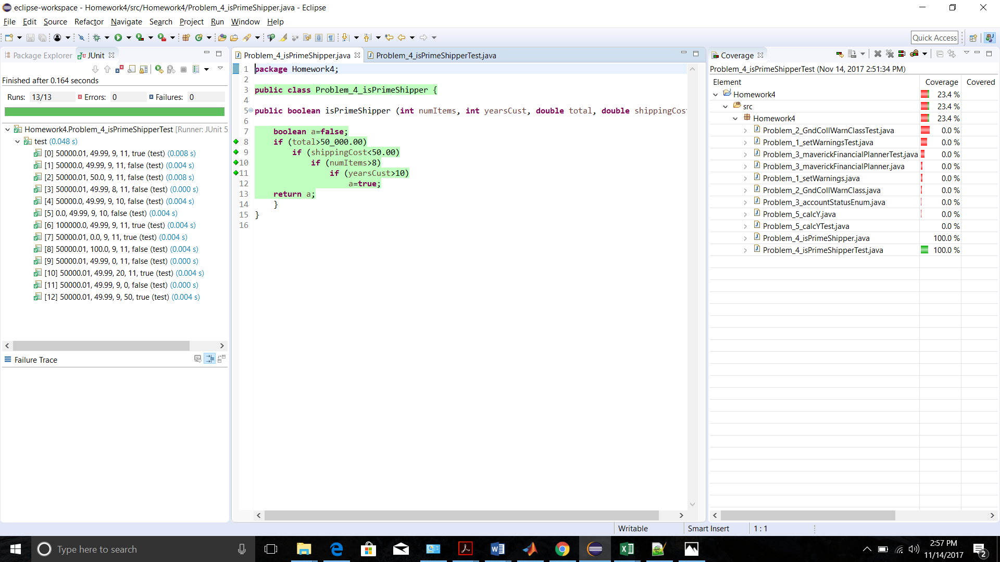 eclipse-workspace - Homework4/src/Homework4/Problem_4_isPrimeShipper.java - Eclipse
File Edit Source Refactor Navigate Search Project Run Window Help
Quick Access
Package Explorer JUnit
Finished after 0.164 seconds
Runs: 13/13 Errors: 0 Failures: 0
Homework4.Problem_4_isPrimeShipperTest [Runner: JUnit 5
test (0.048 s)
[0] 50000.01, 49.99, 9, 11, true (test) (0.008 s)
[1] 50000.0, 49.99, 9, 11, false (test) (0.004 s)
[2] 50000.01, 50.0, 9, 11, false (test) (0.008 s)
[3] 50000.01, 49.99, 8, 11, false (test) (0.000 s)
[4] 50000.0, 49.99, 9, 10, false (test) (0.004 s)
[5] 0.0, 49.99, 9, 10, false (test) (0.004 s)
[6] 100000.0, 49.99, 9, 11, true (test) (0.004 s)
[7] 50000.01, 0.0, 9, 11, true (test) (0.004 s)
[8] 50000.01, 100.0, 9, 11, false (test) (0.004 s)
[9] 50000.01, 49.99, 0, 11, false (test) (0.000 s)
[10] 50000.01, 49.99, 20, 11, true (test) (0.004 s)
[11] 50000.01, 49.99, 9, 0, false (test) (0.000 s)
[12] 50000.01, 49.99, 9, 50, true (test) (0.004 s)
Failure Trace
Problem_4_isPrimeShipper.java Problem_4_isPrimeShipperTest.java
1 package Homework4;
2
3 public class Problem_4_isPrimeShipper {
4
5 public boolean isPrimeShipper (int numItems, int yearsCust, double total, double shippingCos
6
7 boolean a=false;
8 if (total>50_000.00)
9 if (shippingCost<50.00)
10 if (numItems>8)
11 if (yearsCust>10)
12 a=true;
13 return a;
14 }
15 }
16
Coverage
Problem_4_isPrimeShipperTest (Nov 14, 2017 2:51:34 PM)
Element Coverage Covered
Homework4 23.4 %
src 23.4 %
Homework4 23.4 %
Problem_2_GndCollWarnClassTest.java 0.0 %
Problem_1_setWarningsTest.java 0.0 %
Problem_3_maverickFinancialPlannerTest.java 0.0 %
Problem_3_maverickFinancialPlanner.java 0.0 %
Problem_1_setWarnings.java 0.0 %
Problem_2_GndCollWarnClass.java 0.0 %
Problem_3_accountStatusEnum.java 0.0 %
Problem_5_calcY.java 0.0 %
Problem_5_calcYTest.java 0.0 %
Problem_4_isPrimeShipper.java 100.0 %
Problem_4_isPrimeShipperTest.java 100.0 %
Writable Smart Insert 1 : 1
Type here to search
2:57 PM
11/14/2017
2